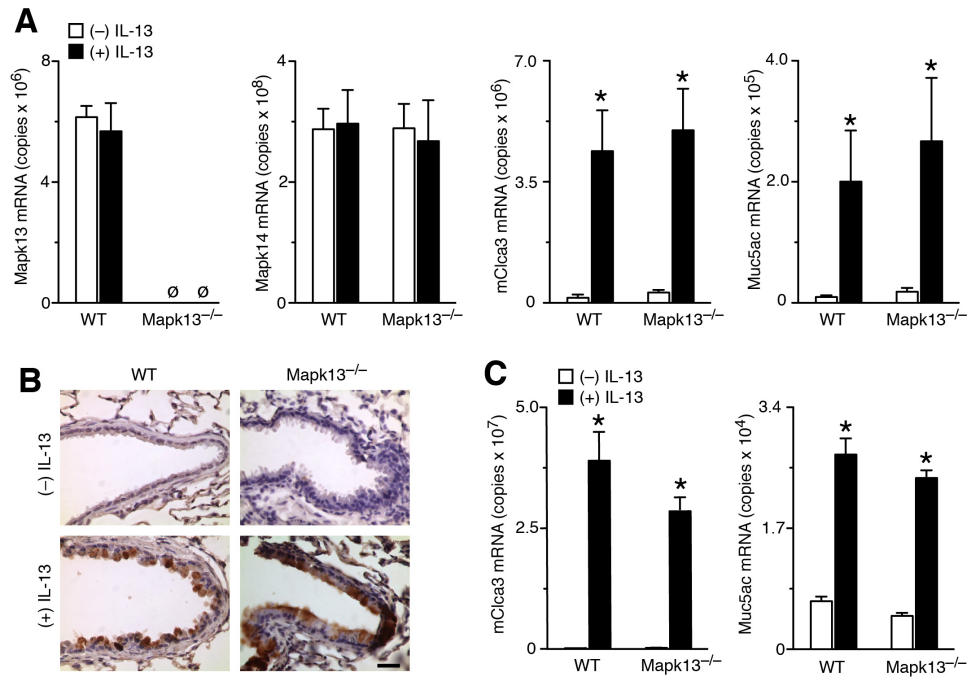 A
(–) IL-13
(+) IL-13
Mapk13 mRNA (copies x 10⁶)
8
4
0
Ø Ø
WT Mapk13–/–
Mapk14 mRNA (copies x 10⁸)
4
2
0
WT Mapk13–/–
mClca3 mRNA (copies x 10⁶)
7.0
3.5
0
* *
WT Mapk13–/–
Muc5ac mRNA (copies x 10⁵)
4.0
2.0
0
* *
WT Mapk13–/–
B
WT Mapk13–/–
(–) IL-13
(+) IL-13
C
(–) IL-13
(+) IL-13
mClca3 mRNA (copies x 10⁷)
5.0
2.5
0
* *
WT Mapk13–/–
Muc5ac mRNA (copies x 10⁴)
3.4
1.7
0
* *
WT Mapk13–/–